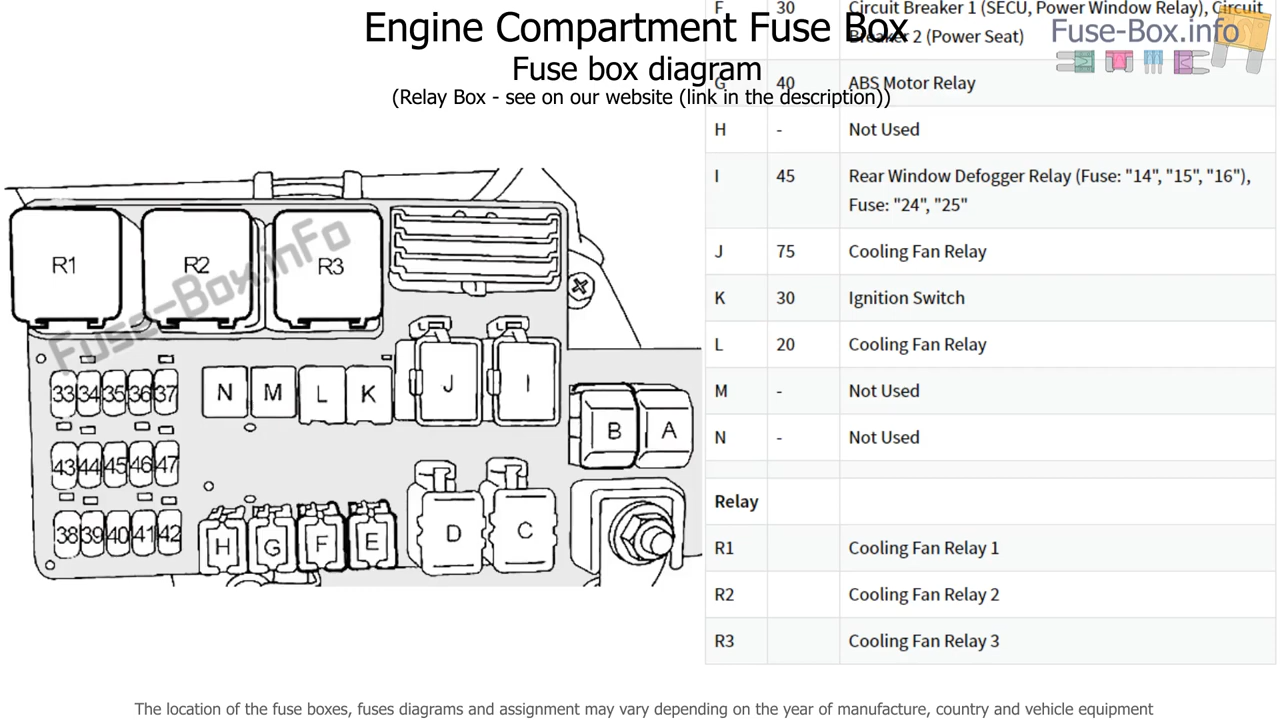 Engine Compartment Fuse Box
Fuse box diagram
(Relay Box - see on our website (link in the description))
Fuse-Box.info
F 30 Circuit Breaker 1 (SECU, Power Window Relay), Circuit
Breaker 2 (Power Seat)
G 40 ABS Motor Relay
H - Not Used
I 45 Rear Window Defogger Relay (Fuse: "14", "15", "16"),
Fuse: "24", "25"
J 75 Cooling Fan Relay
K 30 Ignition Switch
L 20 Cooling Fan Relay
M - Not Used
N - Not Used
Relay
R1 Cooling Fan Relay 1
R2 Cooling Fan Relay 2
R3 Cooling Fan Relay 3
R1 R2 R3
Fuse-Box.inFo
33 34 35 36 37 N M L K J I
B A
43 44 45 46 47
38 39 40 41 42 H G F E D C
The location of the fuse boxes, fuses diagrams and assignment may vary depending on the year of manufacture, country and vehicle equipment